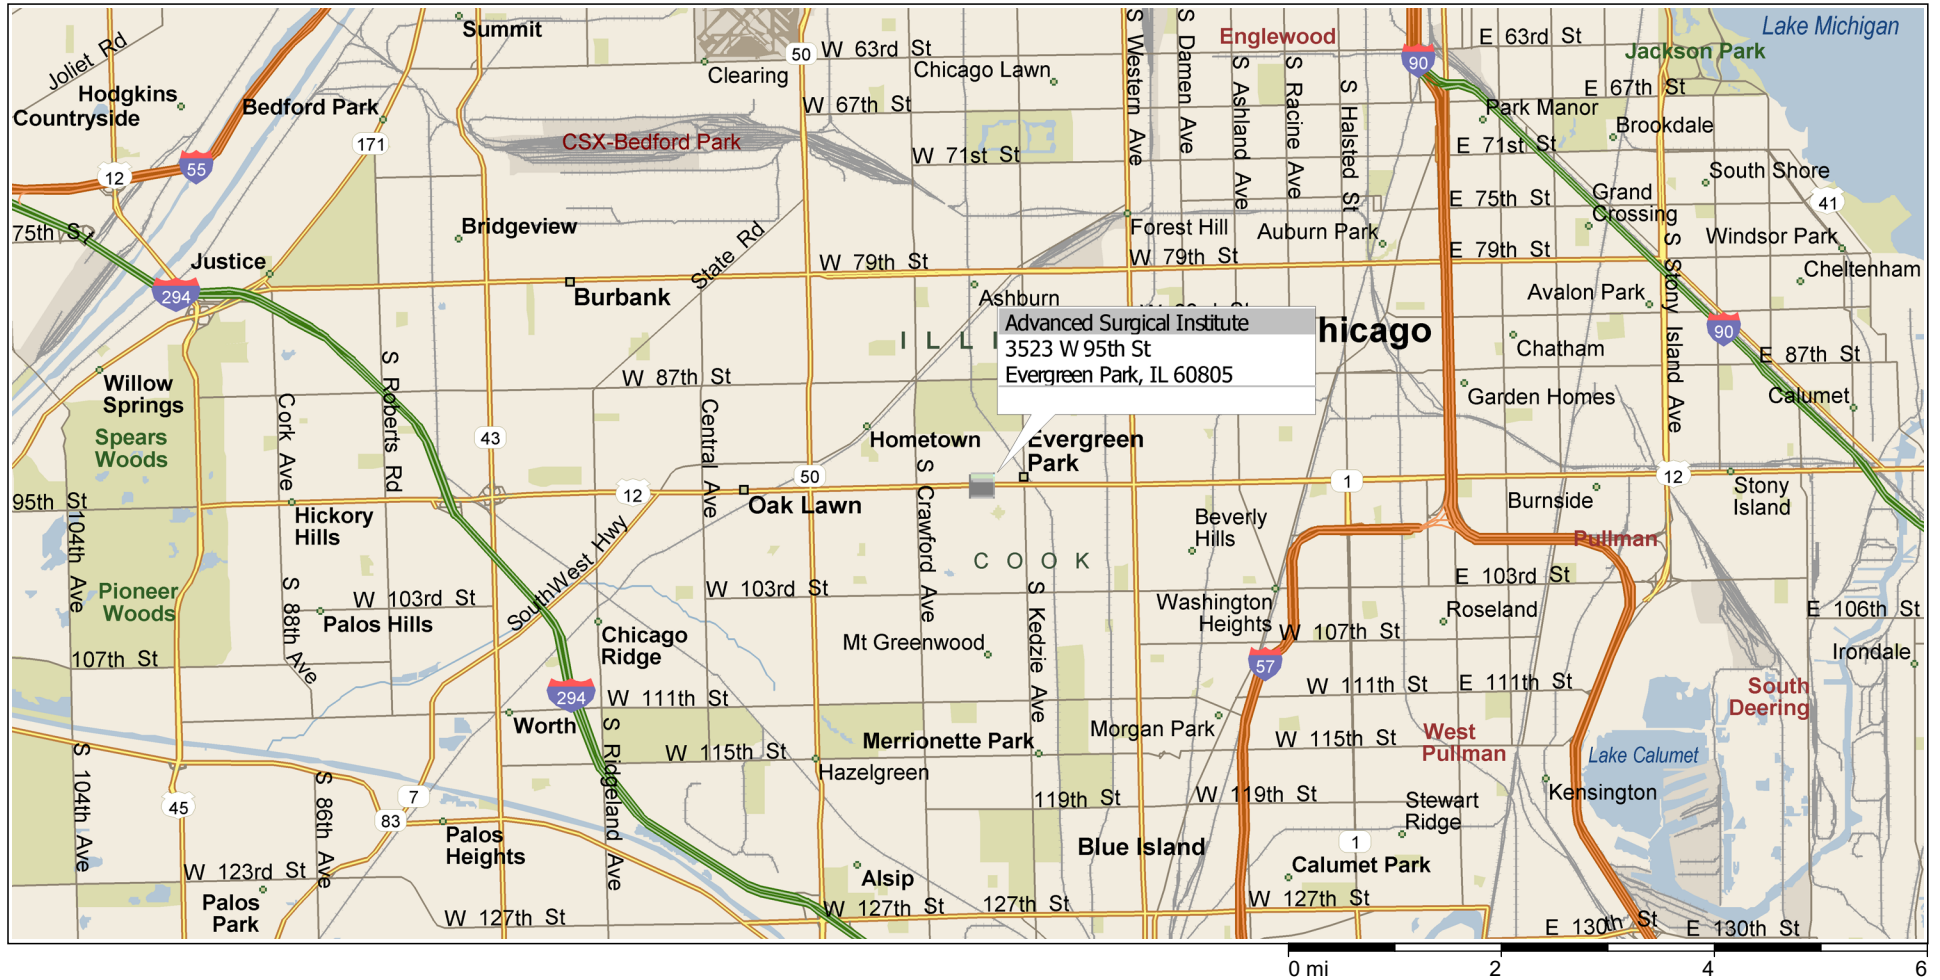 Summit
Joliet Rd
Hodgkins
Countryside
Bedford Park
171
12
55
CSX-Bedford Park
Clearing
50
W 63rd St
Chicago Lawn
W 67th St
W 71st St
S Western Ave
S Damen Ave
Englewood
S Ashland Ave
S Racine Ave
S Halsted St
90
E 63rd St
Jackson Park
Lake Michigan
E 67th St
Park Manor
Brookdale
E 71st St
South Shore
E 75th St
Grand
Crossing
41
Windsor Park
Cheltenham
75th St
Justice
294
Bridgeview
Burbank
State Rd
W 79th St
Forest Hill
W 79th St
Auburn Park
E 79th St
S Stony Island Ave
Avalon Park
90
Ashburn
ILLI
Advanced Surgical Institute
3523 W 95th St
Evergreen Park, IL 60805
hicago
Chatham
E 87th St
Willow
Springs
Spears
Woods
Cork Ave
S Roberts Rd
43
W 87th St
Central Ave
Hometown
Evergreen
Park
Garden Homes
Calumet
95th St
S 104th Ave
Hickory
Hills
12
Oak Lawn
50
S Crawford Ave
1
12
Burnside
Stony
Island
Beverly
Hills
Pullman
SouthWest Hwy
COOK
Pioneer
Woods
S 88th Ave
W 103rd St
Palos Hills
W 103rd St
S Kedzie Ave
E 103rd St
Washington
Heights
Roseland
E 106th St
107th St
Chicago
Ridge
Mt Greenwood
W 107th St
57
Irondale
294
W 111th St
W 111th St
E 111th St
South
Deering
Worth
S Ridgeland Ave
W 115th St
Merrionette Park
Morgan Park
W 115th St
West
Pullman
Lake Calumet
Hazelgreen
S 104th Ave
45
S 86th Ave
7
83
119th St
W 119th St
Stewart
Ridge
Kensington
Palos
Heights
Blue Island
1
Calumet Park
W 123rd St
Palos
Park
Alsip
W 127th St
W 127th St
127th St
W 127th St
E 130th St
E 130th St
0 mi
2
4
6